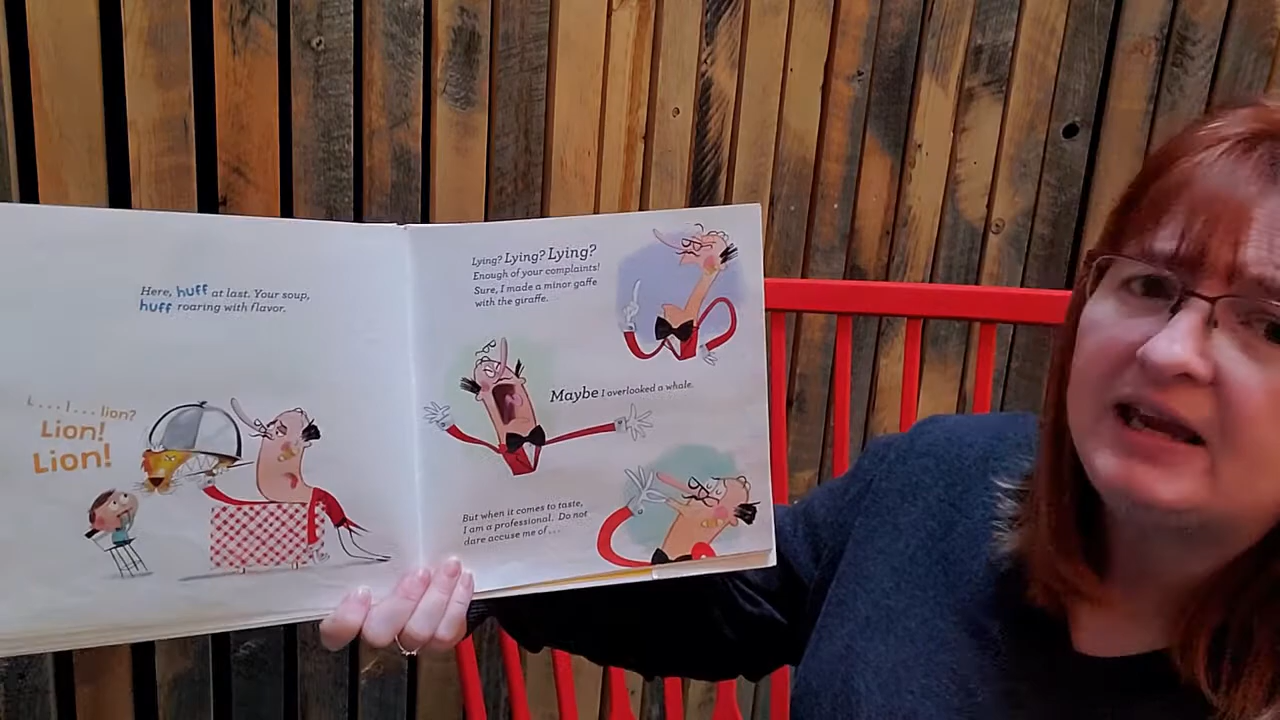 Here, huff at last. Your soup,
huff roaring with flavor.
L...l...lion?
Lion!
Lion!
Lying? Lying? Lying?
Enough of your complaints!
Sure, I made a minor gaffe
with the giraffe.
Maybe I overlooked a whale.
But when it comes to taste,
I am a professional. Do not
dare accuse me of...